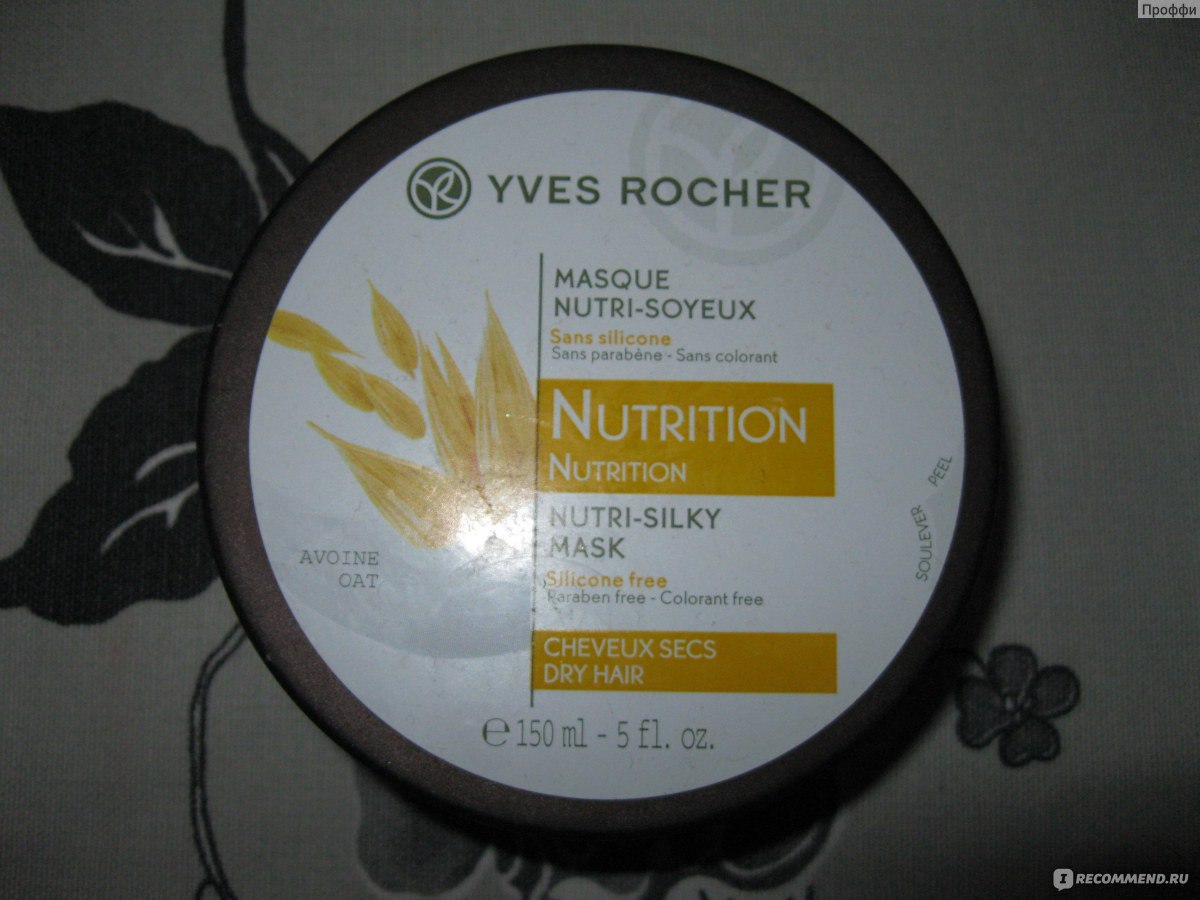 Проффи
YVES ROCHER
MASQUE
NUTRI-SOYEUX
Sans silicone
Sans parabène - Sans colorant
NUTRITION
NUTRITION
NUTRI-SILKY
MASK
Silicone free
Paraben free - Colorant free
AVOINE
OAT
CHEVEUX SECS
DRY HAIR
℮ 150 ml - 5 fl. oz.
SOULEVER PEEL
IRECOMMEND.RU